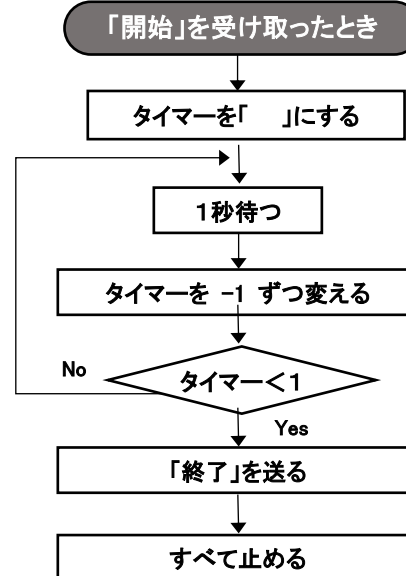 「開始」を受け取ったとき
タイマーを「　　」にする
1秒待つ
タイマーを -1 ずつ変える
No
タイマー＜1
Yes
「終了」を送る
すべて止める